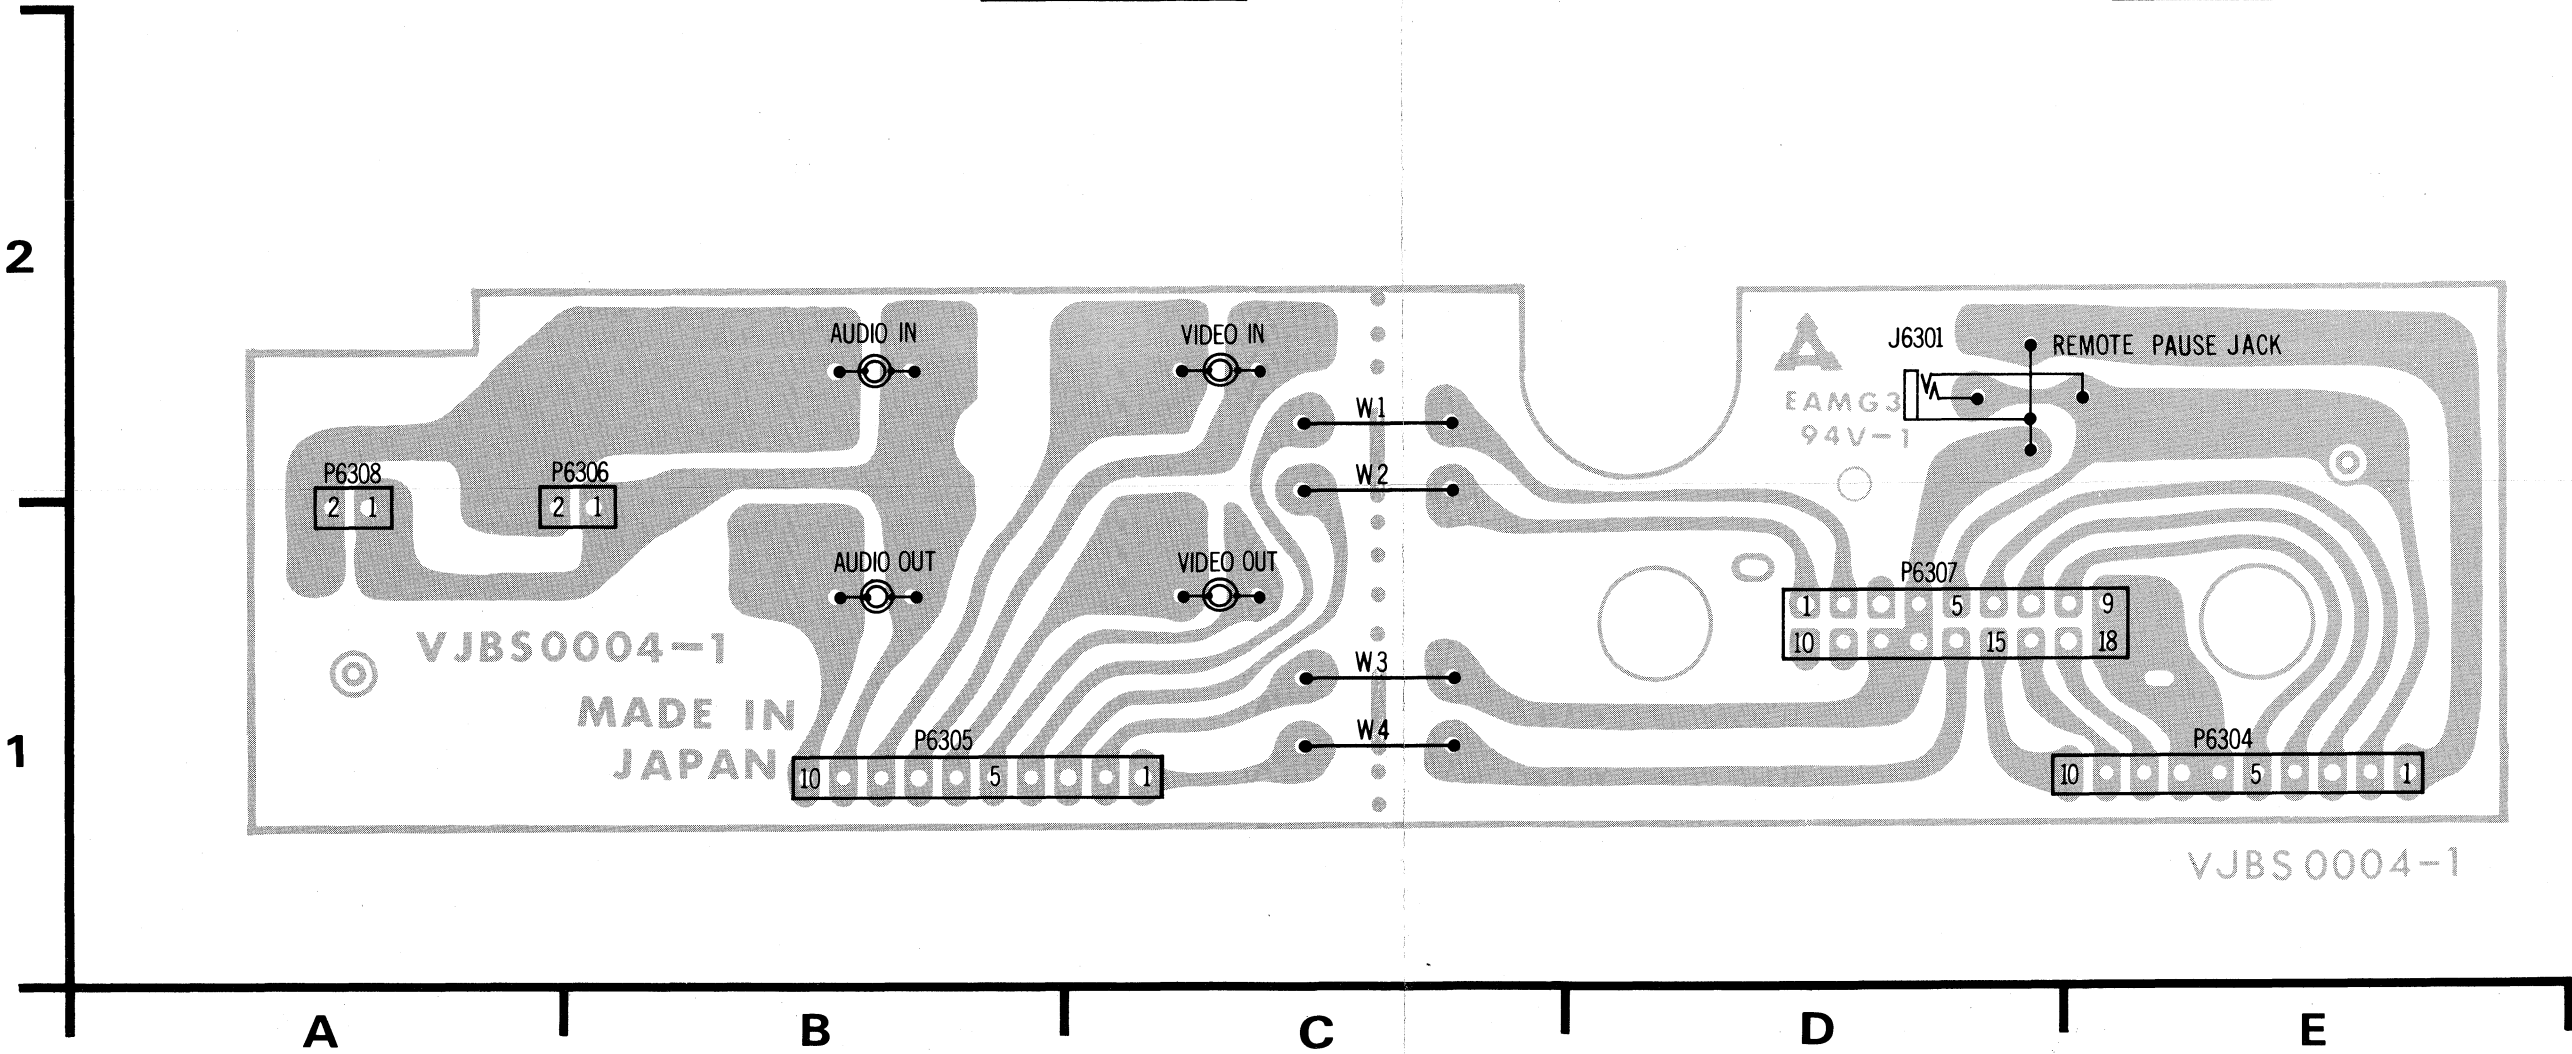 2
AUDIO IN
VIDEO IN
J6301
REMOTE PAUSE JACK
W1
EAMG3
94V-1
P6308
P6306
W2
2 1
2 1
AUDIO OUT
VIDEO OUT
P6307
1 5 9
10 15 18
VJBS0004-1
W3
MADE IN
JAPAN
P6305
W4
P6304
1
10 5 1
10 5 1
VJBS0004-1
A B C D E